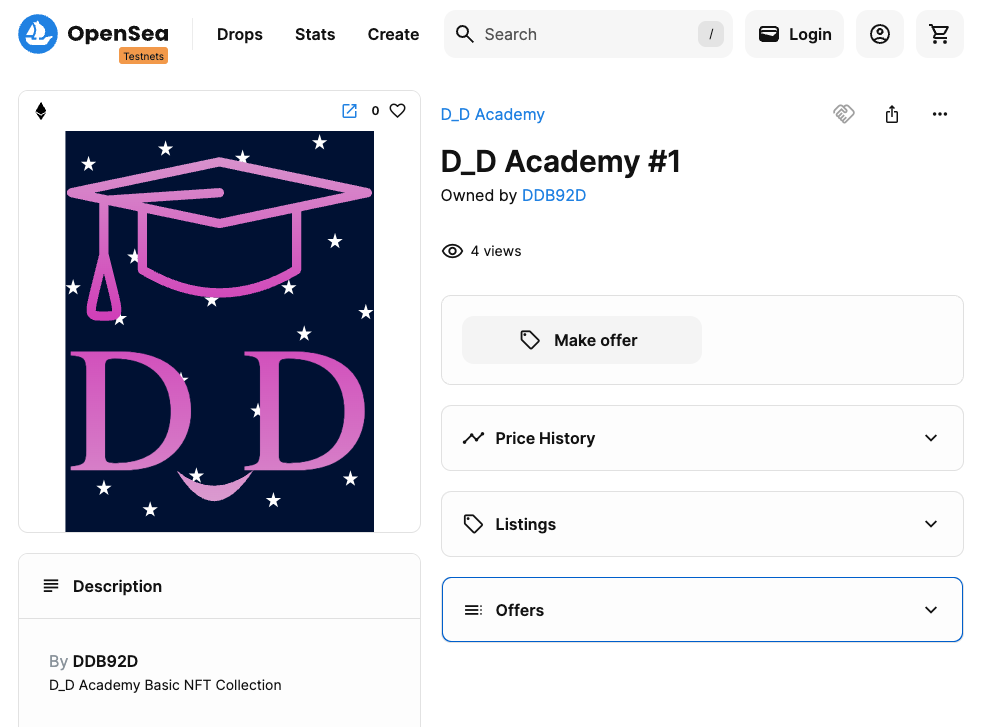 OpenSea
Testnets
Drops
Stats
Create
Search
/
Login
0
D_D Academy
D_D Academy #1
Owned by DDB92D
4 views
Make offer
Price History
Listings
Offers
D D
Description
By DDB92D
D_D Academy Basic NFT Collection